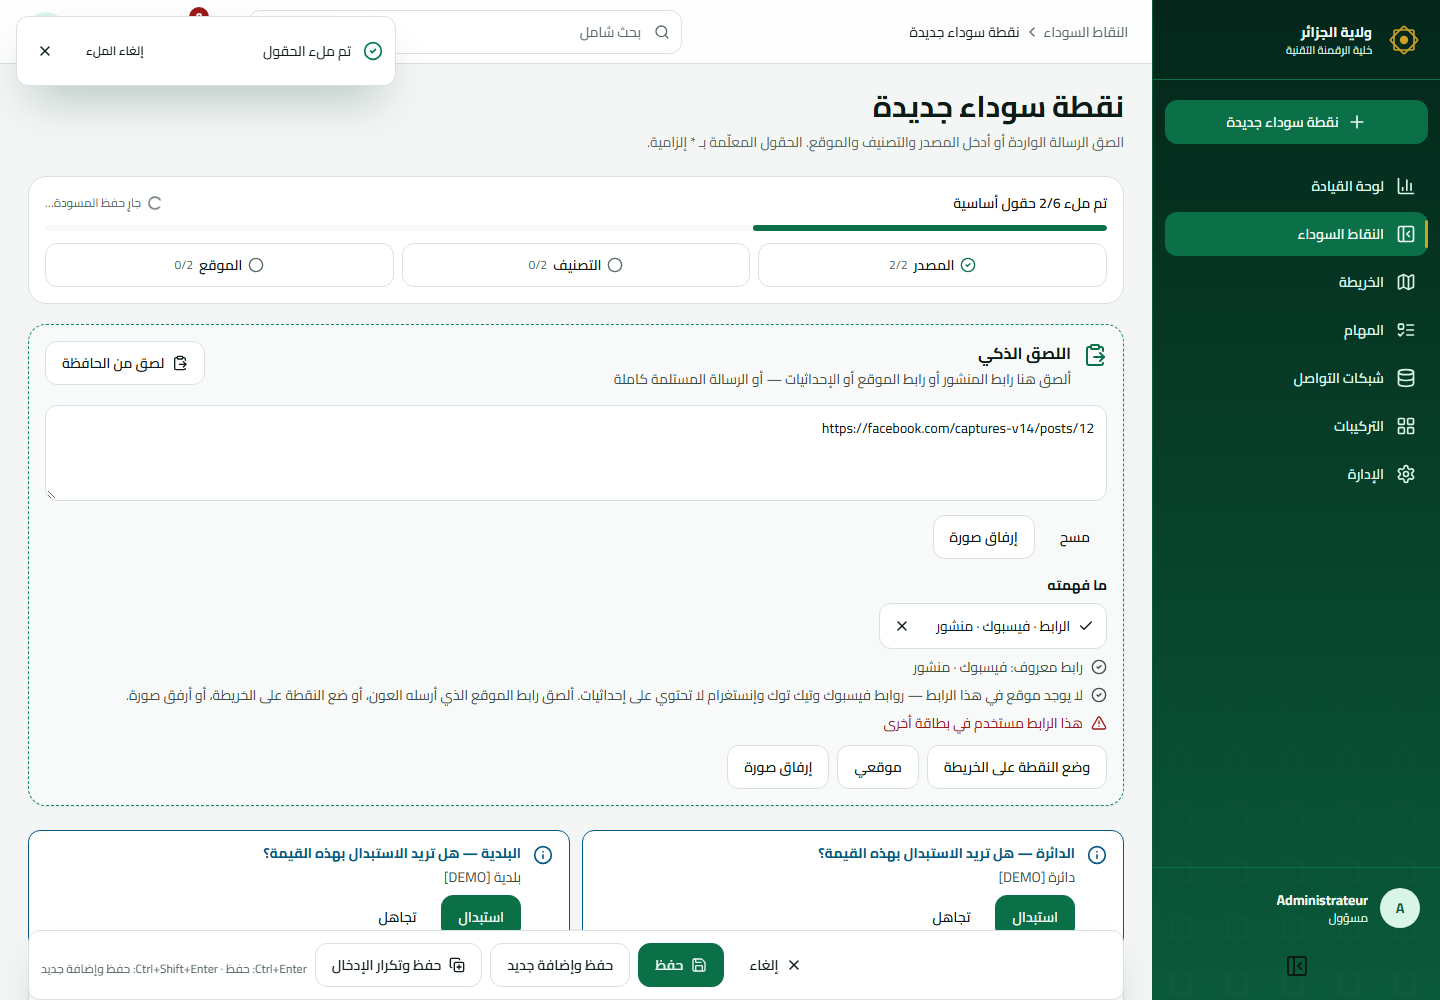 ولاية الجزائر
خلية الرقمنة التقنية
نقطة سوداء جديدة
لوحة القيادة
النقاط السوداء
الخريطة
المهام
شبكات التواصل
التركيبات
الإدارة
A
Administrateur
مسؤول
النقاط السوداء
نقطة سوداء جديدة
بحث شامل
تم ملء الحقول
إلغاء الملء
نقطة سوداء جديدة
الصق الرسالة الواردة أو أدخل المصدر والتصنيف والموقع. الحقول المعلّمة بـ * إلزامية.
تم ملء 2/6 حقول أساسية
جارٍ حفظ المسودة...
المصدر 2/2
التصنيف 0/2
الموقع 0/2
اللصق الذكي
ألصق هنا رابط المنشور أو رابط الموقع أو الإحداثيات — أو الرسالة المستلمة كاملة
لصق من الحافظة
https://facebook.com/captures-v14/posts/12
مسح
إرفاق صورة
ما فهمته
الرابط · فيسبوك · منشور
رابط معروف: فيسبوك · منشور
لا يوجد موقع في هذا الرابط — روابط فيسبوك وتيك توك وإنستغرام لا تحتوي على إحداثيات. ألصق رابط الموقع الذي أرسله العون، أو ضع النقطة على الخريطة، أو أرفق صورة.
هذا الرابط مستخدم في بطاقة أخرى
وضع النقطة على الخريطة
موقعي
إرفاق صورة
الدائرة — هل تريد الاستبدال بهذه القيمة؟
دائرة [DEMO]
استبدال
تجاهل
البلدية — هل تريد الاستبدال بهذه القيمة؟
بلدية [DEMO]
استبدال
تجاهل
إلغاء
حفظ
حفظ وإضافة جديد
حفظ وتكرار الإدخال
Ctrl+Enter: حفظ · Ctrl+Shift+Enter: حفظ وإضافة جديد